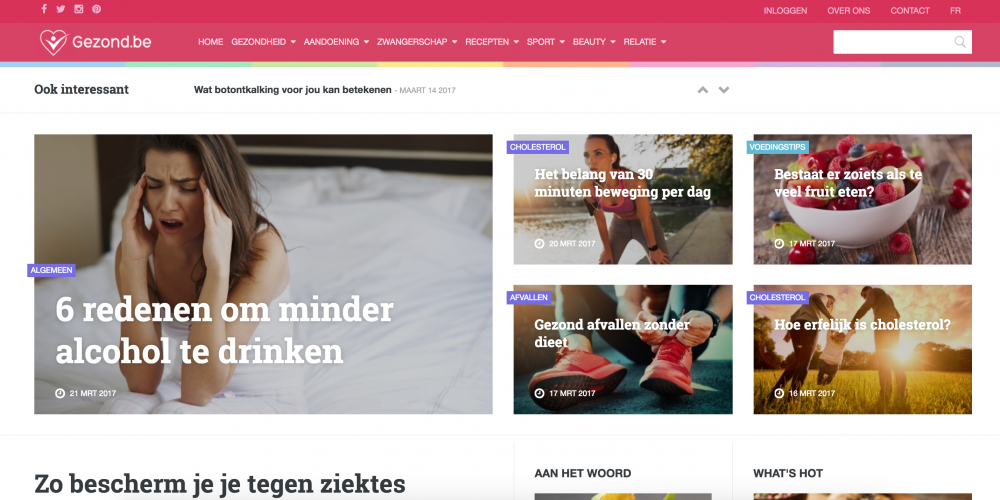 INLOGGEN OVER ONS CONTACT FR
Gezond.be
HOME GEZONDHEID AANDOENING ZWANGERSCHAP RECEPTEN SPORT BEAUTY RELATIE
Ook interessant
Wat botontkalking voor jou kan betekenen - MAART 14 2017
ALGEMEEN
6 redenen om minder
alcohol te drinken
21 MRT 2017
CHOLESTEROL
Het belang van 30
minuten beweging per dag
20 MRT 2017
VOEDINGSTIPS
Bestaat er zoiets als te
veel fruit eten?
17 MRT 2017
AFVALLEN
Gezond afvallen zonder
dieet
17 MRT 2017
CHOLESTEROL
Hoe erfelijk is cholesterol?
16 MRT 2017
Zo bescherm je je tegen ziektes
AAN HET WOORD
WHAT'S HOT